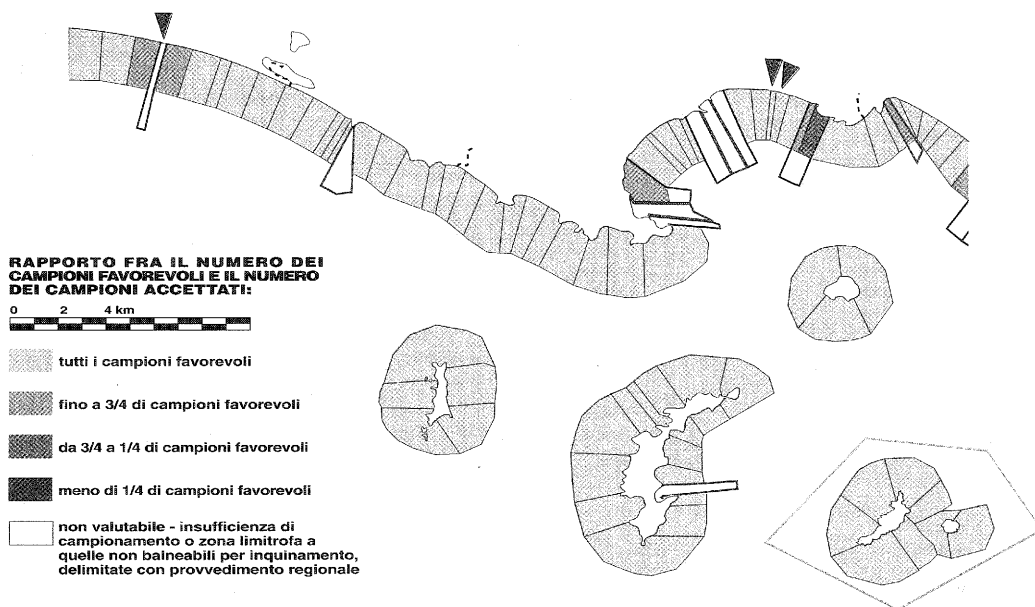 RAPPORTO FRA IL NUMERO DEI
CAMPIONI FAVOREVOLI E IL NUMERO
DEI CAMPIONI ACCETTATI:
0 2 4 km
tutti i campioni favorevoli
fino a 3/4 di campioni favorevoli
da 3/4 a 1/4 di campioni favorevoli
meno di 1/4 di campioni favorevoli
non valutabile - insufficienza di
campionamento o zona limitrofa a
quelle non balneabili per inquinamento,
delimitate con provvedimento regionale